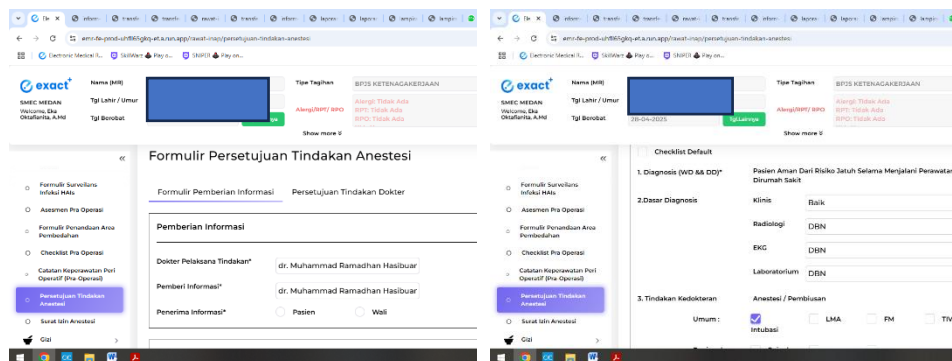 emr-fe-prod-uhfi65gkq-et.a.run.app/rawat-inap/persetujuan-tindakan-anestesi
Electronic Medical R...
SkillWarz Play o...
SNIPER Play on...
exact+
SMEC MEDAN
Welcome, Eka
Oktafianita, A.Md
Nama (MR)
Tgl Lahir / Umur
Tgl Berobat
Tipe Tagihan
BPJS KETENAGAKERJAAN
Alergi/RPT/ RPO
Alergi: Tidak Ada
RPT: Tidak Ada
RPO: Tidak Ada
Show more
Formulir Surveilans
Infeksi HAIs
Asesmen Pra Operasi
Formulir Penandaan Area
Pembedahan
Checklist Pra Operasi
Catatan Keperawatan Peri
Operatif (Pra Operasi)
Persetujuan Tindakan
Anestesi
Surat Izin Anestesi
Gizi
Formulir Persetujuan Tindakan Anestesi
Formulir Pemberian Informasi
Persetujuan Tindakan Dokter
Pemberian Informasi
Dokter Pelaksana Tindakan*
dr. Muhammad Ramadhan Hasibuar
Pemberi Informasi*
dr. Muhammad Ramadhan Hasibuar
Penerima Informasi*
Pasien
Wali
emr-fe-prod-uhfi65gkq-et.a.run.app/rawat-inap/persetujuan-tindakan-anestesi
Electronic Medical R...
SkillWarz Play o...
SNIPER Play on...
exact+
SMEC MEDAN
Welcome, Eka
Oktafianita, A.Md
Nama (MR)
Tgl Lahir / Umur
Tgl Berobat
28-04-2025
Tgl Lainnya
Tipe Tagihan
BPJS KETENAGAKERJAAN
Alergi/RPT/ RPO
Alergi: Tidak Ada
RPT: Tidak Ada
RPO: Tidak Ada
Show more
Formulir Surveilans
Infeksi HAIs
Asesmen Pra Operasi
Formulir Penandaan Area
Pembedahan
Checklist Pra Operasi
Catatan Keperawatan Peri
Operatif (Pra Operasi)
Persetujuan Tindakan
Anestesi
Surat Izin Anestesi
Gizi
Checklist Default
1. Diagnosis (WD && DD)*
Pasien Aman Dari Risiko Jatuh Selama Menjalani Perawatan
Dirumah Sakit
2.Dasar Diagnosis
Klinis
Baik
Radiologi
DBN
EKG
DBN
Laboratorium
DBN
3. Tindakan Kedokteran
Anestesi / Pembiusan
Umum :
Intubasi
LMA
FM
TIV